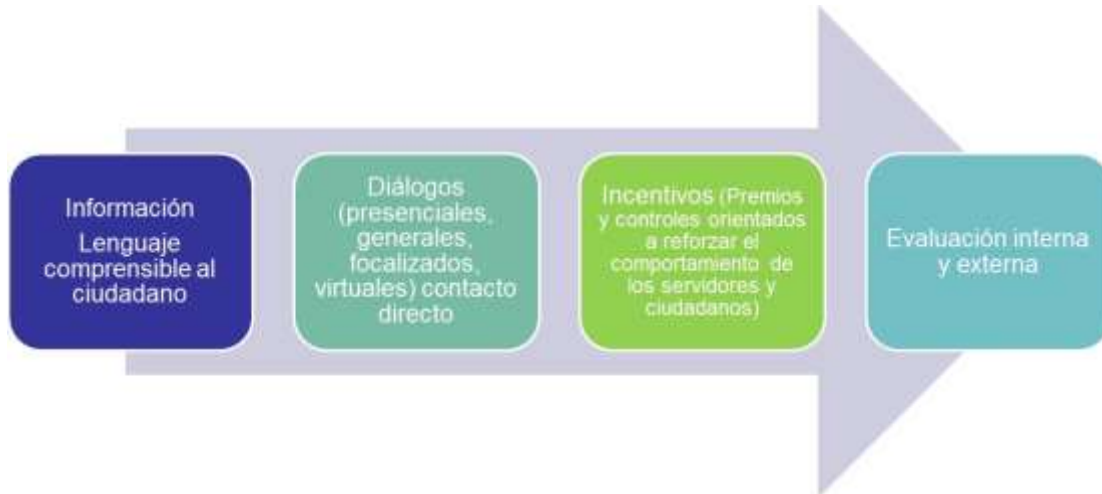 Información
Lenguaje
comprensible al
ciudadano
Diálogos
(presenciales,
generales,
focalizados,
virtuales) contacto
directo
Incentivos (Premios
y controles orientados
a reforzar el
comportamiento de
los servidores y
ciudadanos)
Evaluación interna
y externa